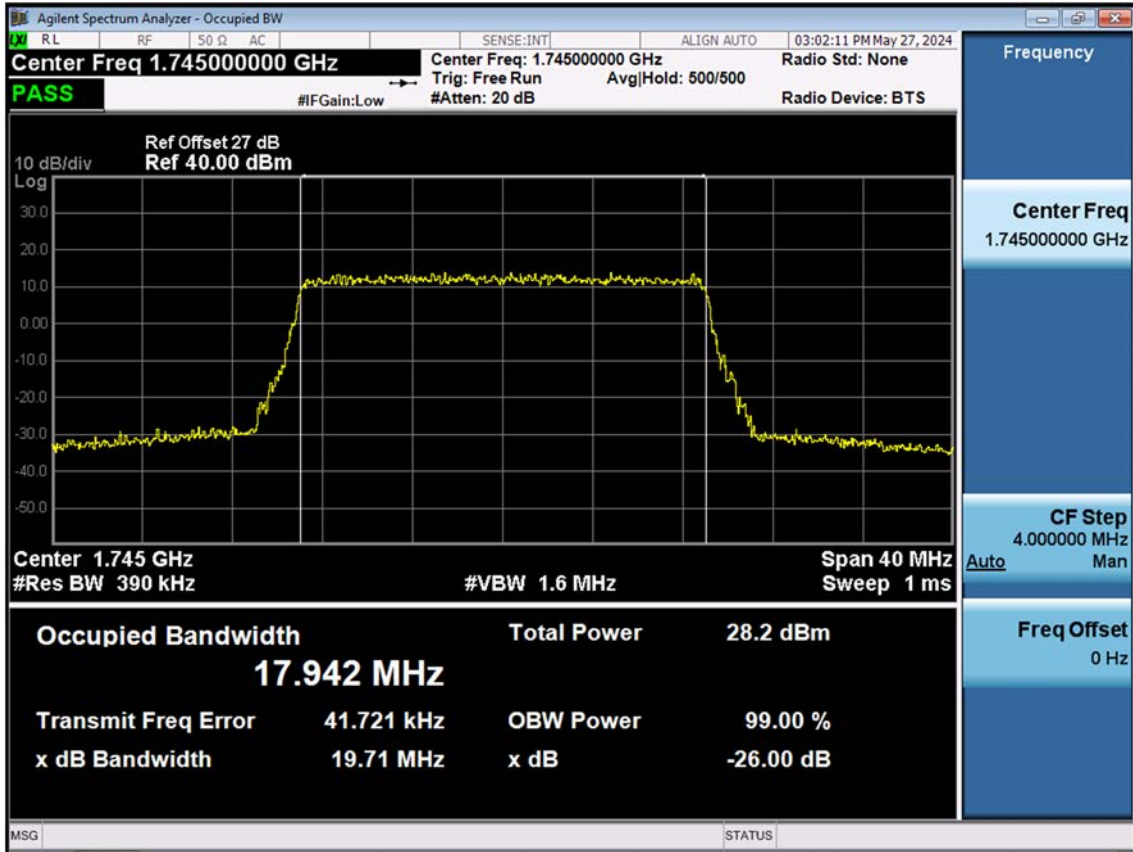 Agilent Spectrum Analyzer - Occupied BW
LXI RL RF 50 Ω AC SENSE:INT ALIGN AUTO 03:02:11 PM May 27, 2024
Center Freq 1.745000000 GHz Center Freq: 1.745000000 GHz Radio Std: None Frequency
Trig: Free Run Avg|Hold: 500/500
PASS #IFGain:Low #Atten: 20 dB Radio Device: BTS
Ref Offset 27 dB
10 dB/div Ref 40.00 dBm
Log
30.0
20.0
10.0
0.00
-10.0
-20.0
-30.0
-40.0
-50.0
Center 1.745 GHz Span 40 MHz
#Res BW 390 kHz #VBW 1.6 MHz Sweep 1 ms
Occupied Bandwidth Total Power 28.2 dBm
17.942 MHz
Transmit Freq Error 41.721 kHz OBW Power 99.00 %
x dB Bandwidth 19.71 MHz x dB -26.00 dB
Center Freq
1.745000000 GHz
CF Step
4.000000 MHz
Auto Man
Freq Offset
0 Hz
MSG STATUS